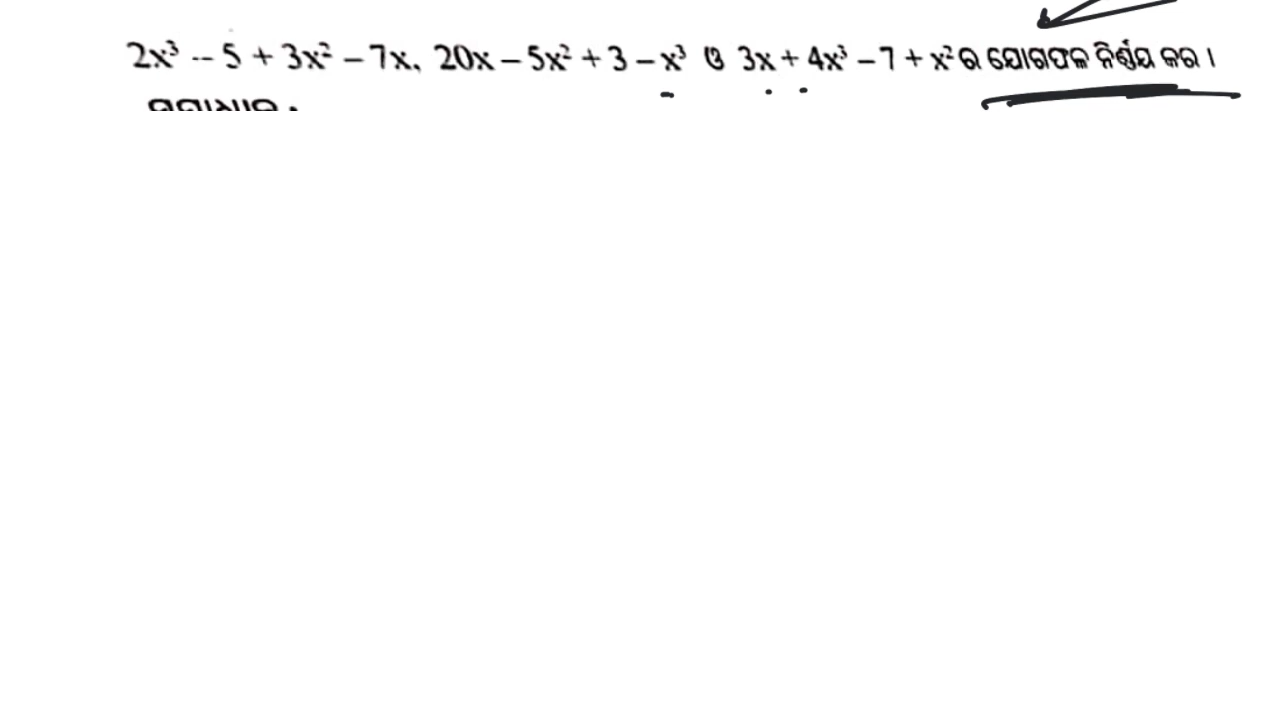 2x³ -- 5 + 3x² – 7x, 20x – 5x² + 3 – x³ ଓ 3x + 4x³ – 7 + x² ର ଯୋଗଫଳ ନିର୍ଣ୍ଣୟ କର ।